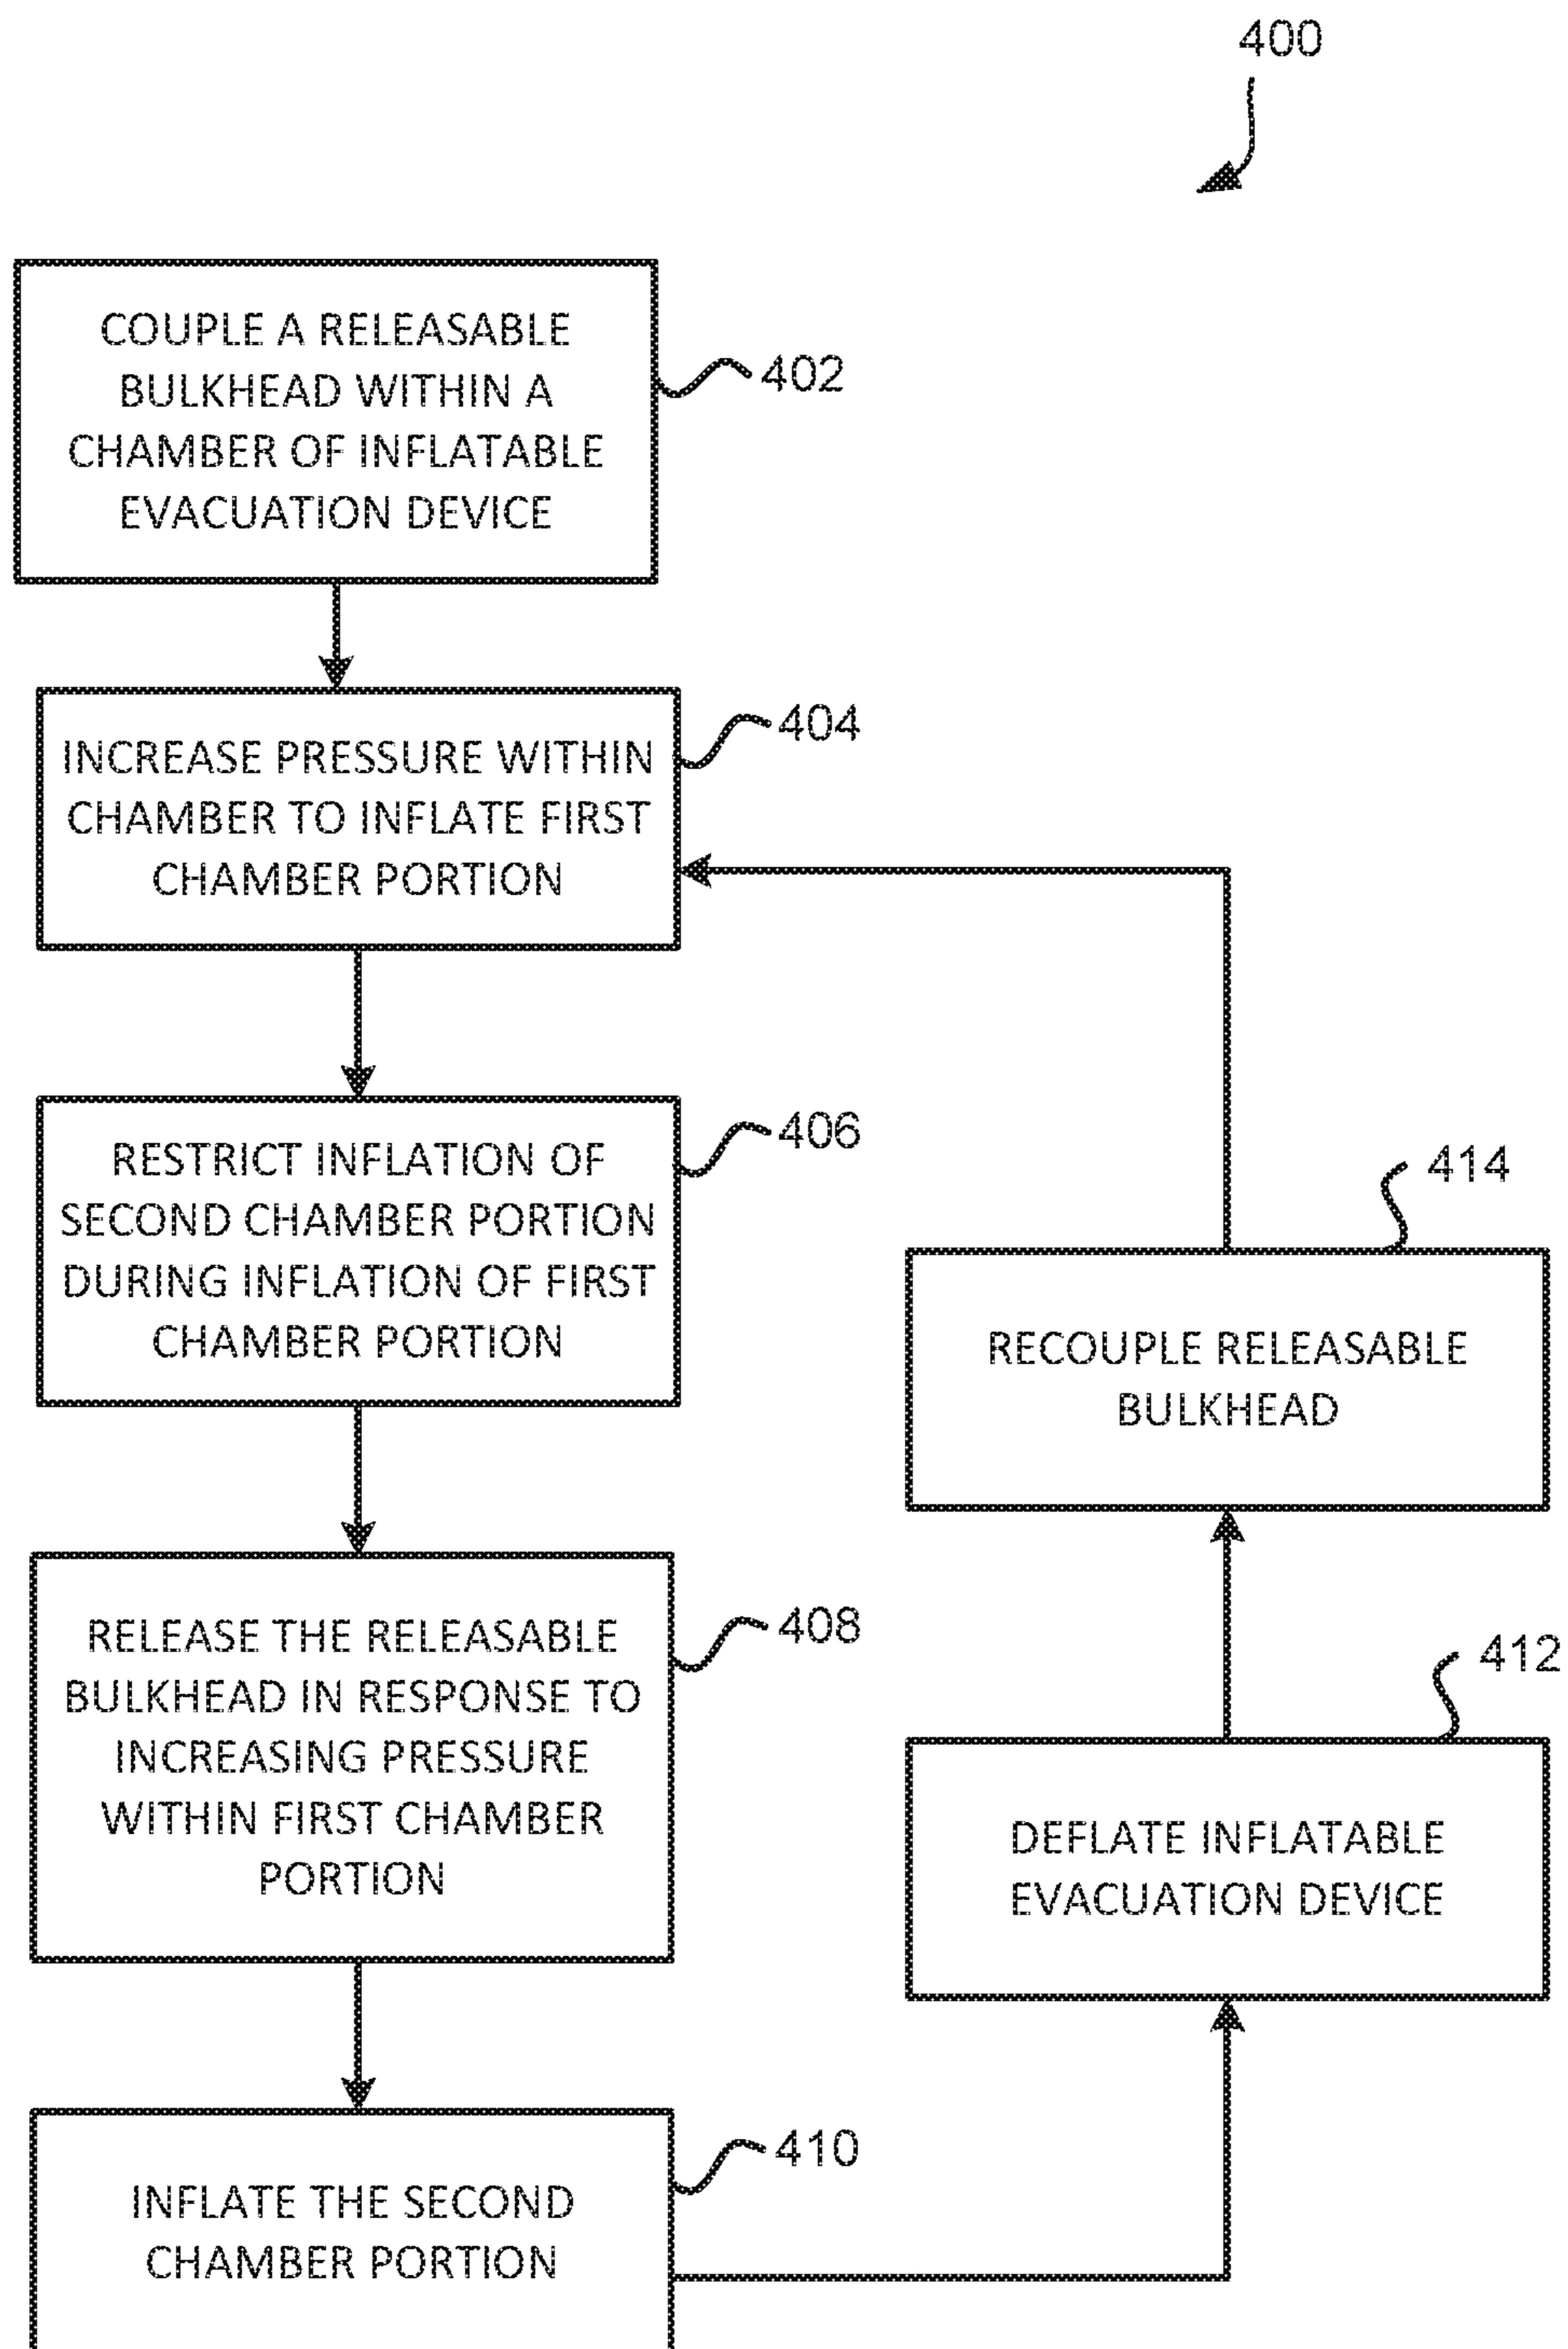 400
COUPLE A RELEASABLE
BULKHEAD WITHIN A
CHAMBER OF INFLATABLE
EVACUATION DEVICE
402
INCREASE PRESSURE WITHIN
CHAMBER TO INFLATE FIRST
CHAMBER PORTION
404
RESTRICT INFLATION OF
SECOND CHAMBER PORTION
DURING INFLATION OF FIRST
CHAMBER PORTION
406
RELEASE THE RELEASABLE
BULKHEAD IN RESPONSE TO
INCREASING PRESSURE
WITHIN FIRST CHAMBER
PORTION
408
INFLATE THE SECOND
CHAMBER PORTION
410
DEFLATE INFLATABLE
EVACUATION DEVICE
412
RECOUPLE RELEASABLE
BULKHEAD
414